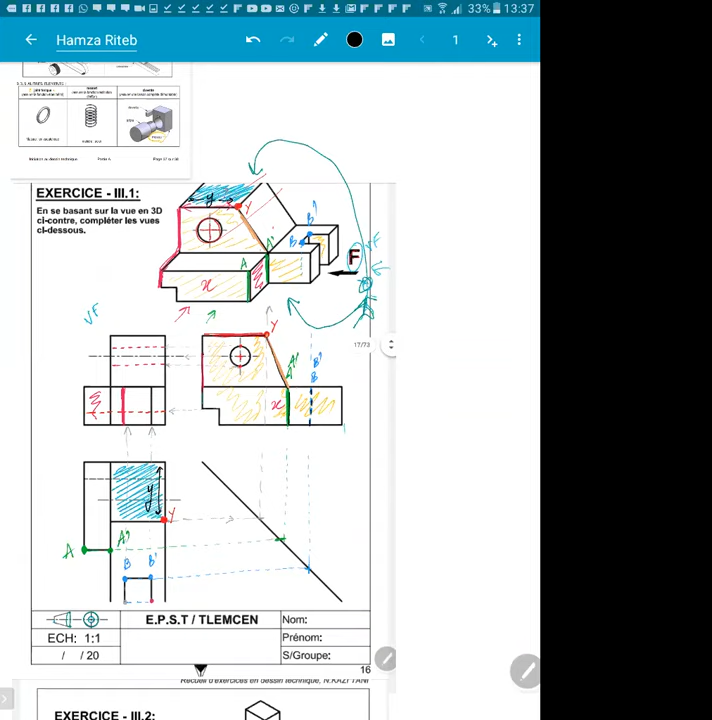 33% 13:37
Hamza Riteb
1
EXERCICE - III.1:
En se basant sur la vue en 3D
ci-contre, compléter les vues
ci-dessous.
y
Y
B'
B
A'
A
x
F
VF
VF
17/73
Y
A'
A
B'
B
x
y
Y
A
A'
B
B'
E.P.S.T / TLEMCEN
Nom:
ECH: 1:1
Prénom:
/ / 20
S/Groupe:
16
Recueil d'exercices en dessin technique, N.KAZI TANI
EXERCICE - III.2: